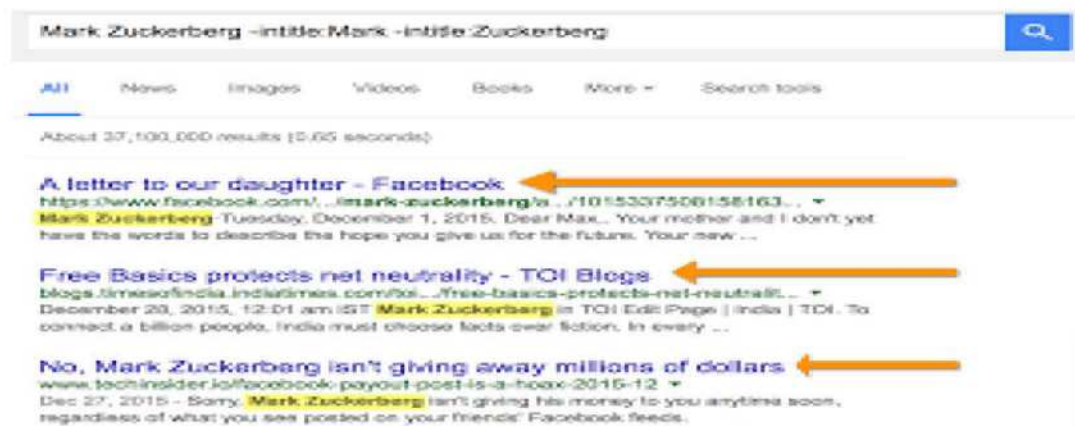 Mark Zuckerberg -intitle:Mark -intitle:Zuckerberg
All News Images Videos Books More Search tools
About 37,100,000 results (0.65 seconds)
A letter to our daughter - Facebook
https://www.facebook.com/.../mark-zuckerberg/a.../1015337508158163...
Mark Zuckerberg Tuesday, December 1, 2015. Dear Max., Your mother and I don't yet
have the words to describe the hope you give us for the future. Your new ...
Free Basics protects net neutrality - TOI Blogs
blogs.timesofindia.indiatimes.com/toi.../free-basics-protects-net-neutralit...
December 28, 2015, 12:01 am IST Mark Zuckerberg in TOI Edit Page | India | TOI. To
connect a billion people, India must choose facts over fiction. In every ...
No, Mark Zuckerberg isn't giving away millions of dollars
www.techinsider.io/facebook-payout-post-is-a-hoax-2015-12
Dec 27, 2015 - Sorry, Mark Zuckerberg isn't giving his money to you anytime soon,
regardless of what you see posted on your friends' Facebook feeds.